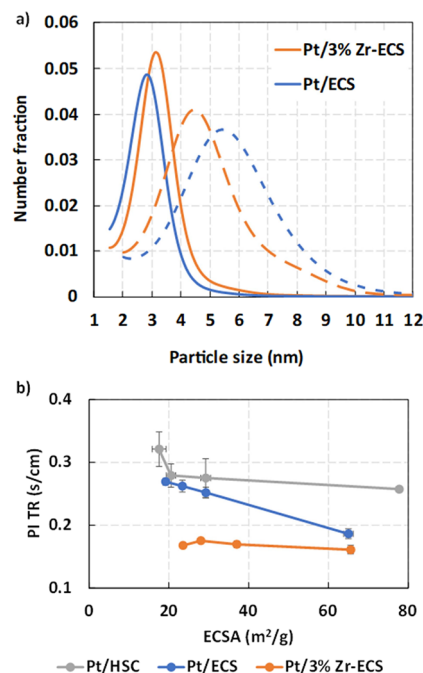 a)
0.06
0.05
0.04
0.03
0.02
0.01
0
Number fraction
Pt/3% Zr-ECS
Pt/ECS
1 2 3 4 5 6 7 8 9 10 11 12
Particle size (nm)
b)
0.4
0.3
0.2
0.1
PI TR (s/cm)
0 20 40 60 80
ECSA (m²/g)
Pt/HSC Pt/ECS Pt/3% Zr-ECS